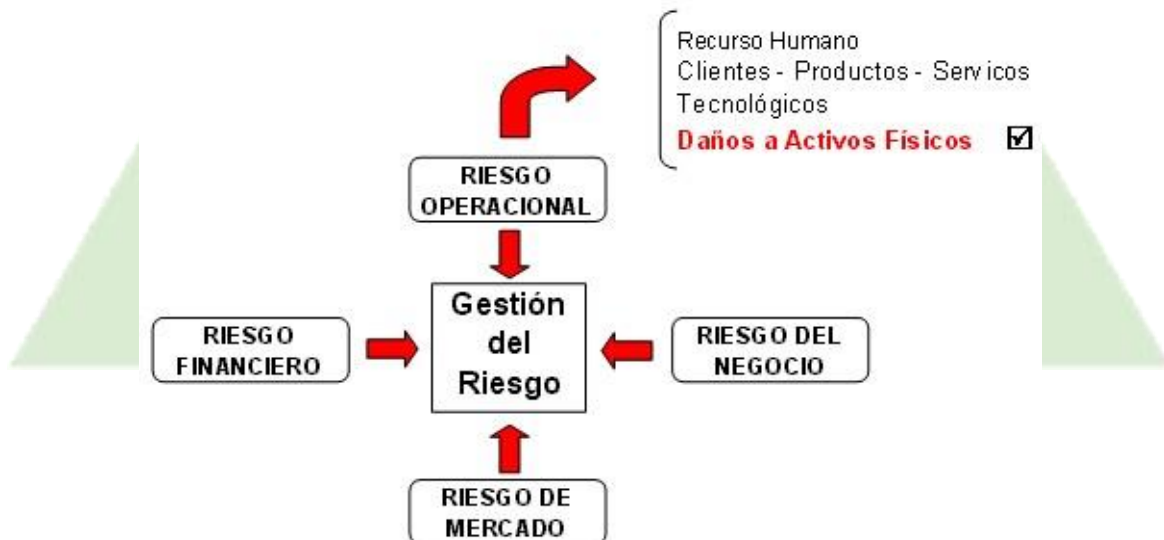 Recurso Humano
Clientes - Productos - Servicos
Tecnológicos
Daños a Activos Físicos
RIESGO
OPERACIONAL
Gestión
del
Riesgo
RIESGO
FINANCIERO
RIESGO DEL
NEGOCIO
RIESGO DE
MERCADO